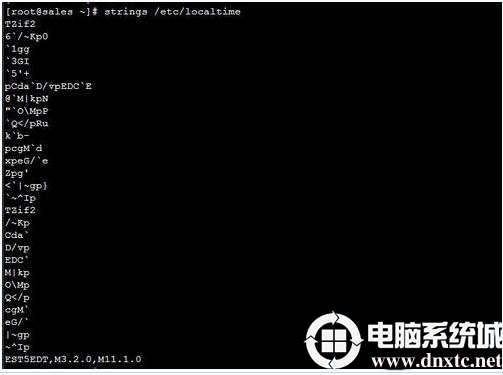 [root@sales ~]# strings /etc/localtime
TZif2
6`/~Kp0
`1gg
`3GI
`5'+
pCda`D/vpEDC`E
@`M|kpN
"`O\MpP
`Q</pRu
k`b-
pcgM`d
xpeG/`e
Zpg'
<`|~gp}
`~^Ip
TZif2
/~Kp
Cda`
D/vp
EDC`
M|kp
O\Mp
Q</p
cgM`
eG/`
|~gp
~^Ip
EST5EDT,M3.2.0,M11.1.0
电脑系统城
www.dnxtc.net